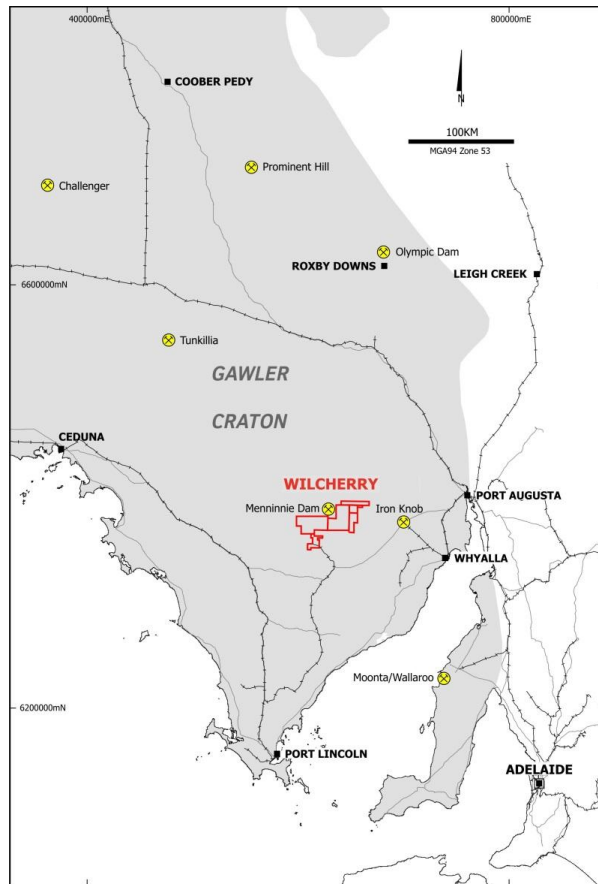 400000mE
800000mE
COOBER PEDY
N
100KM
MGA94 Zone 53
Prominent Hill
Challenger
Olympic Dam
ROXBY DOWNS
LEIGH CREEK
6600000mN
Tunkillia
GAWLER
CRATON
CEDUNA
WILCHERRY
PORT AUGUSTA
Menninnie Dam
Iron Knob
WHYALLA
Moonta/Wallaroo
6200000mN
PORT LINCOLN
ADELAIDE